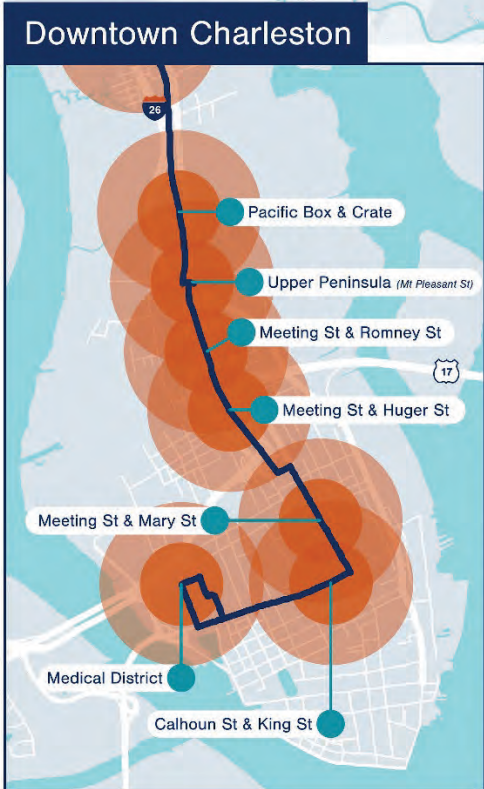 Downtown Charleston
26
Pacific Box & Crate
Upper Peninsula (Mt Pleasant St)
Meeting St & Romney St
17
Meeting St & Huger St
Meeting St & Mary St
Medical District
Calhoun St & King St